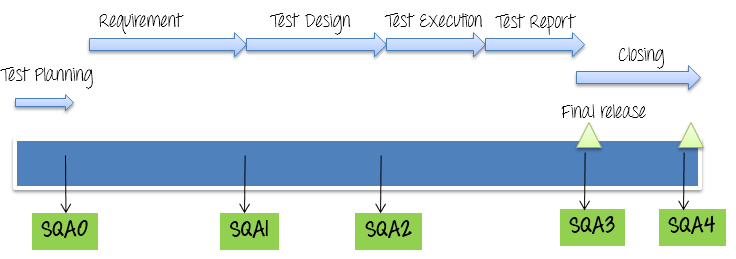 Requirement
Test Design
Test Execution
Test Report
Closing
Test Planning
Final release
SQA0
SQA1
SQA2
SQA3
SQA4